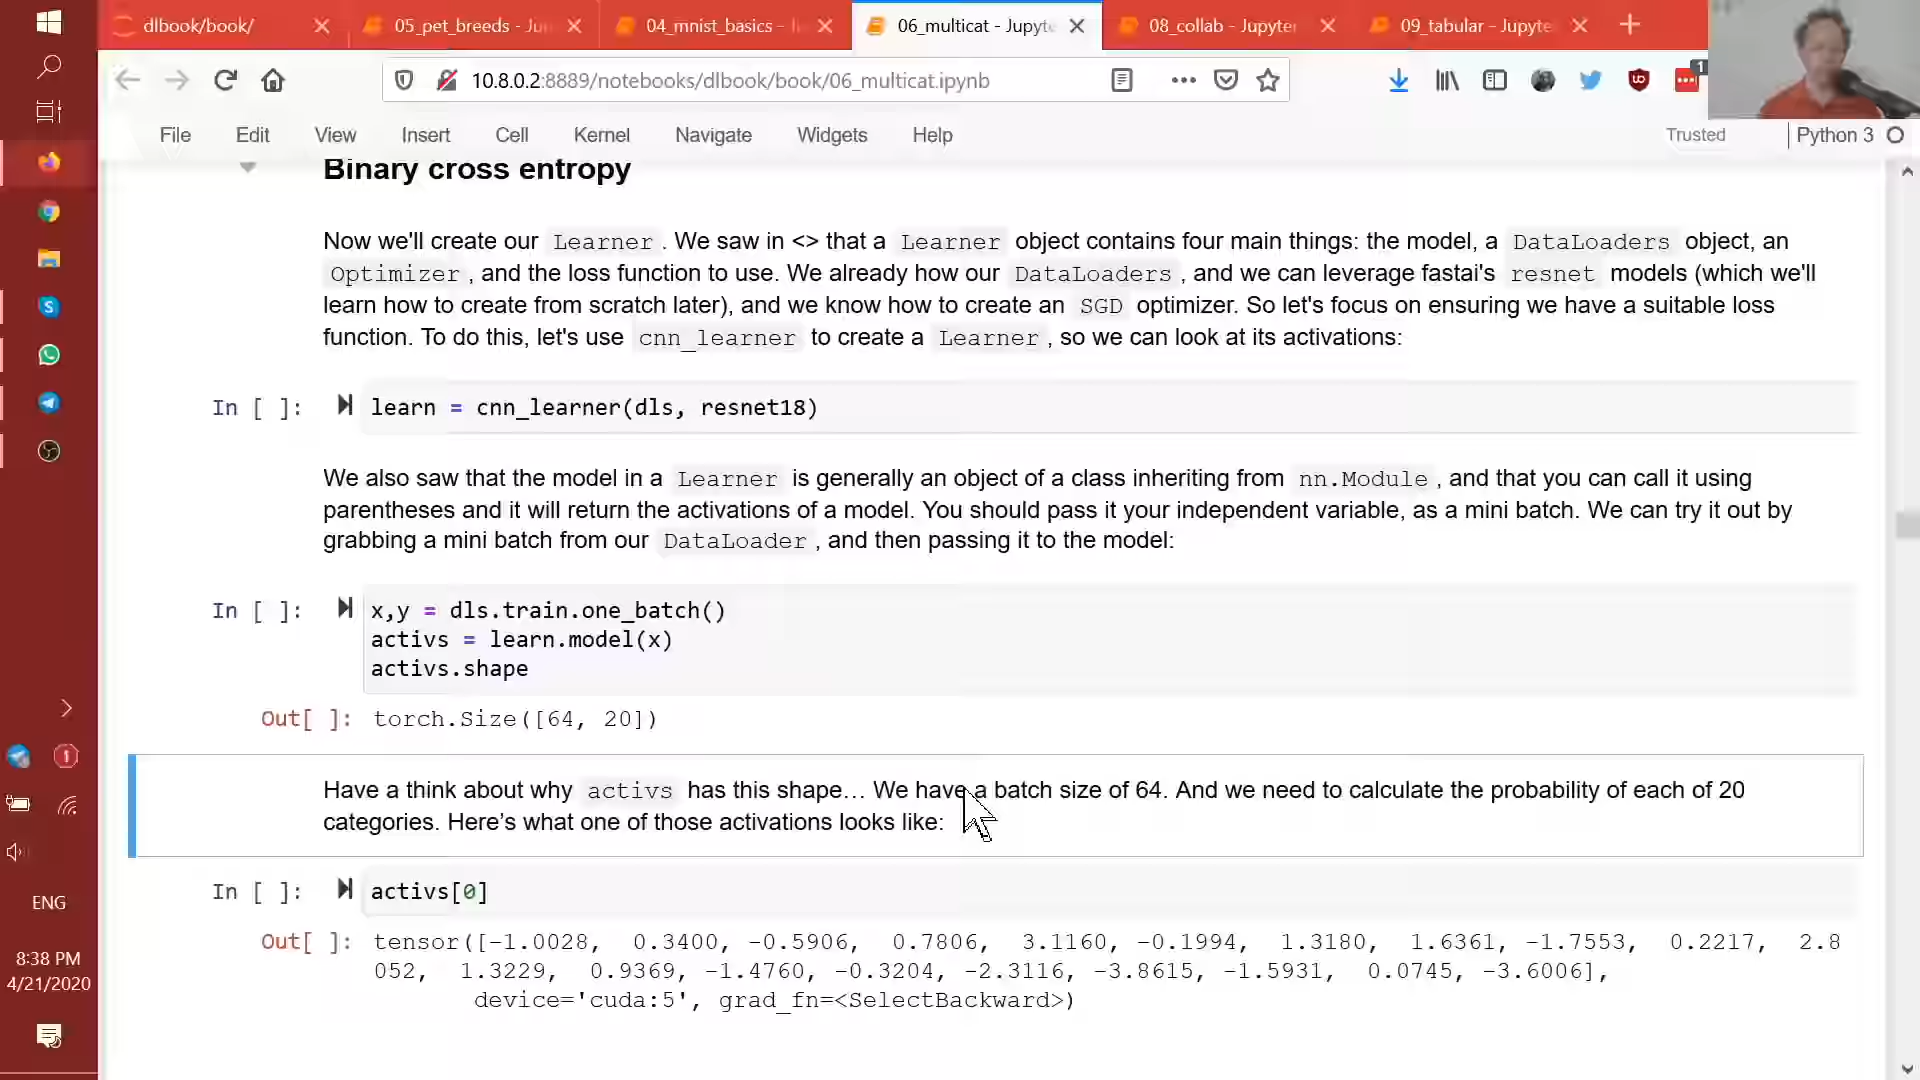 dlbook/book/
05_pet_breeds - Ju
04_mnist_basics -
06_multicat - Jupyte
08_collab - Jupyter
09_tabular - Jupyte
10.8.0.2:8889/notebooks/dlbook/book/06_multicat.ipynb
1
File Edit View Insert Cell Kernel Navigate Widgets Help
Trusted
Python 3
Binary cross entropy
Now we'll create our Learner . We saw in <> that a Learner object contains four main things: the model, a DataLoaders object, an
Optimizer , and the loss function to use. We already how our DataLoaders , and we can leverage fastai's resnet models (which we'll
learn how to create from scratch later), and we know how to create an SGD optimizer. So let's focus on ensuring we have a suitable loss
function. To do this, let's use cnn_learner to create a Learner , so we can look at its activations:
In [ ]: learn = cnn_learner(dls, resnet18)
We also saw that the model in a Learner is generally an object of a class inheriting from nn.Module , and that you can call it using
parentheses and it will return the activations of a model. You should pass it your independent variable, as a mini batch. We can try it out by
grabbing a mini batch from our DataLoader , and then passing it to the model:
In [ ]: x,y = dls.train.one_batch()
activs = learn.model(x)
activs.shape
Out[ ]: torch.Size([64, 20])
Have a think about why activs has this shape… We have a batch size of 64. And we need to calculate the probability of each of 20
categories. Here’s what one of those activations looks like:
In [ ]: activs[0]
Out[ ]: tensor([-1.0028, 0.3400, -0.5906, 0.7806, 3.1160, -0.1994, 1.3180, 1.6361, -1.7553, 0.2217, 2.8
052, 1.3229, 0.9369, -1.4760, -0.3204, -2.3116, -3.8615, -1.5931, 0.0745, -3.6006],
device='cuda:5', grad_fn=<SelectBackward>)
ENG
8:38 PM
4/21/2020